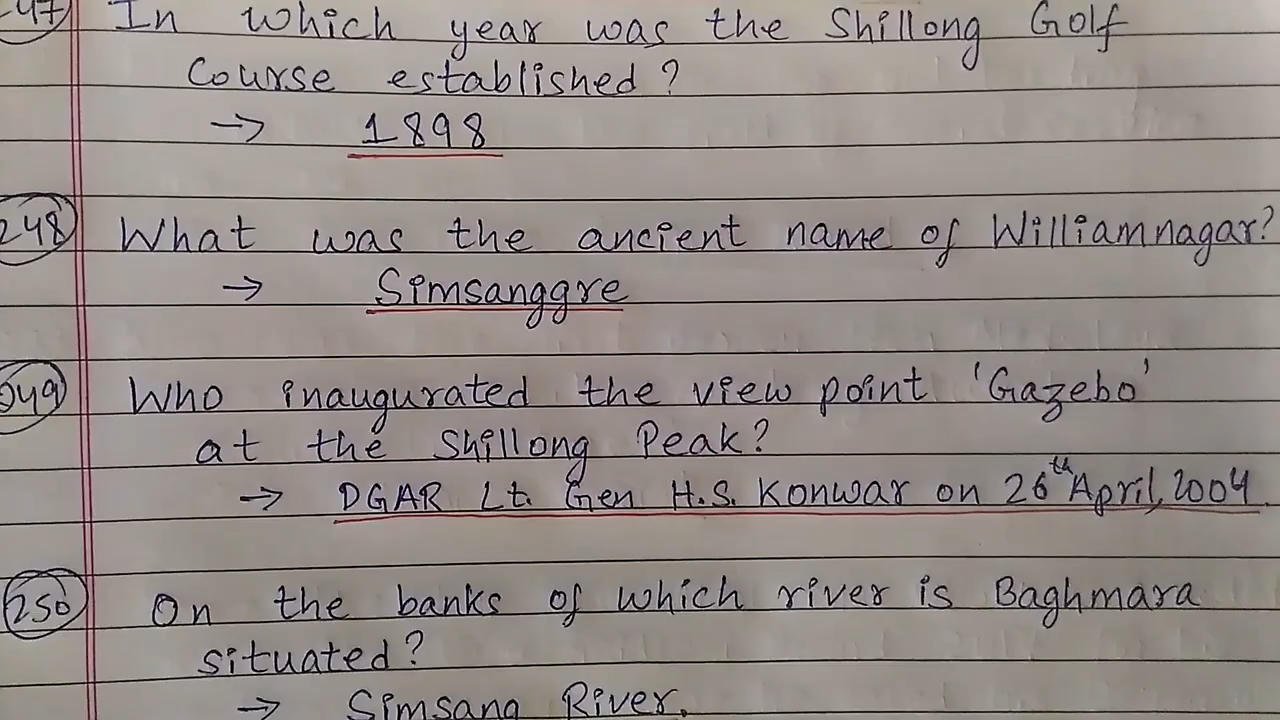 47) In which year was the Shillong Golf
Course established?
→ 1898
248 What was the ancient name of Williamnagar?
→ Simsanggre
249 Who inaugurated the view point 'Gazebo'
at the Shillong Peak?
→ DGAR Lt. Gen H.S. Konwar on 26th April, 2004
250 On the banks of which river is Baghmara
situated?
→ Simsang River.